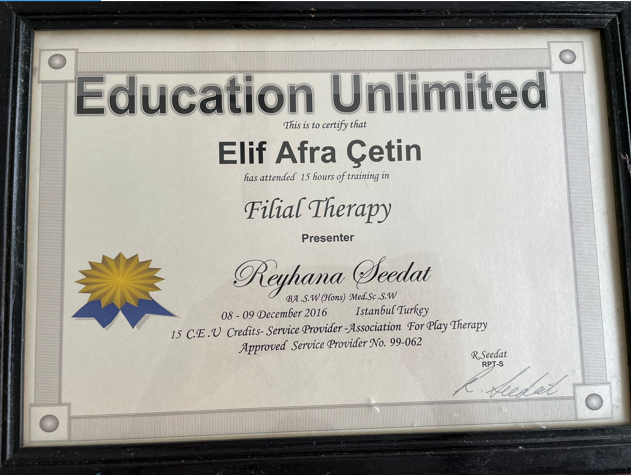 Education Unlimited
This is to certify that
Elif Afra Çetin
has attended 15 hours of training in
Filial Therapy
Presenter
Reyhana Seedat
BA .S.W (Hons) Med.Sc .S.W
08 - 09 December 2016 Istanbul Turkey
15 C.E .U Credits- Service Provider -Association For Play Therapy
Approved Service Provider No. 99-062
R.Seedat
RPT-S
R. Seedat